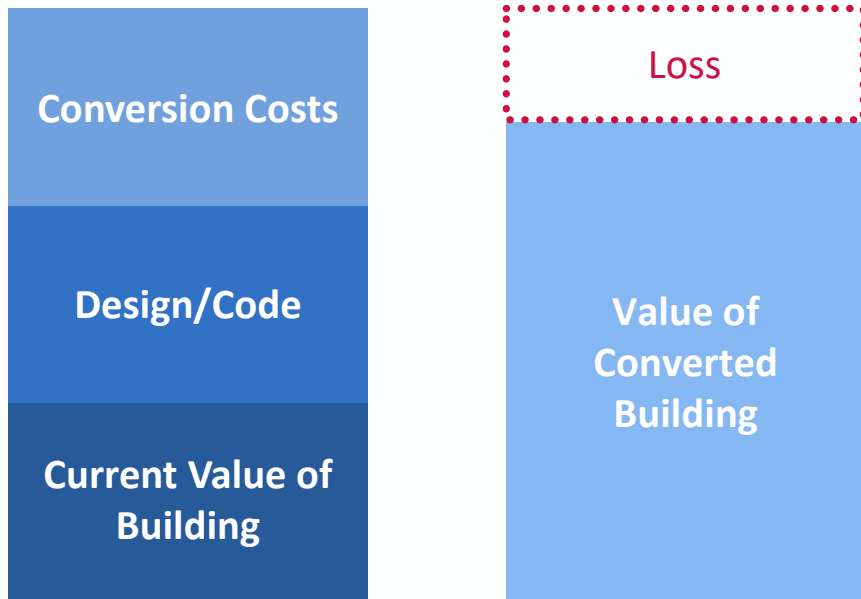 Conversion Costs
Design/Code
Current Value of
Building
Loss
Value of
Converted
Building